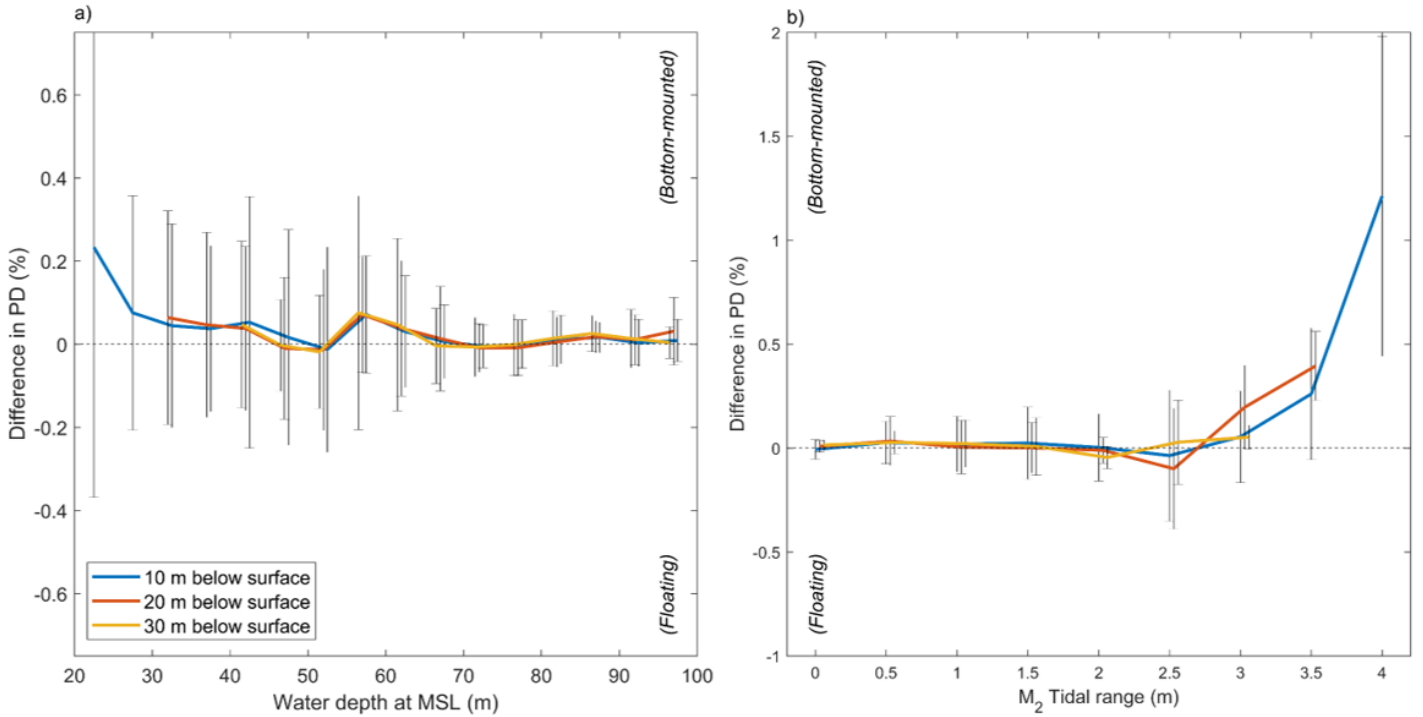 a)
Difference in PD (%)
0.6
0.4
0.2
0
-0.2
-0.4
-0.6
(Bottom-mounted)
(Floating)
10 m below surface
20 m below surface
30 m below surface
20 30 40 50 60 70 80 90 100
Water depth at MSL (m)
b)
Difference in PD (%)
2
1.5
1
0.5
0
-0.5
-1
(Bottom-mounted)
(Floating)
0 0.5 1 1.5 2 2.5 3 3.5 4
M2 Tidal range (m)